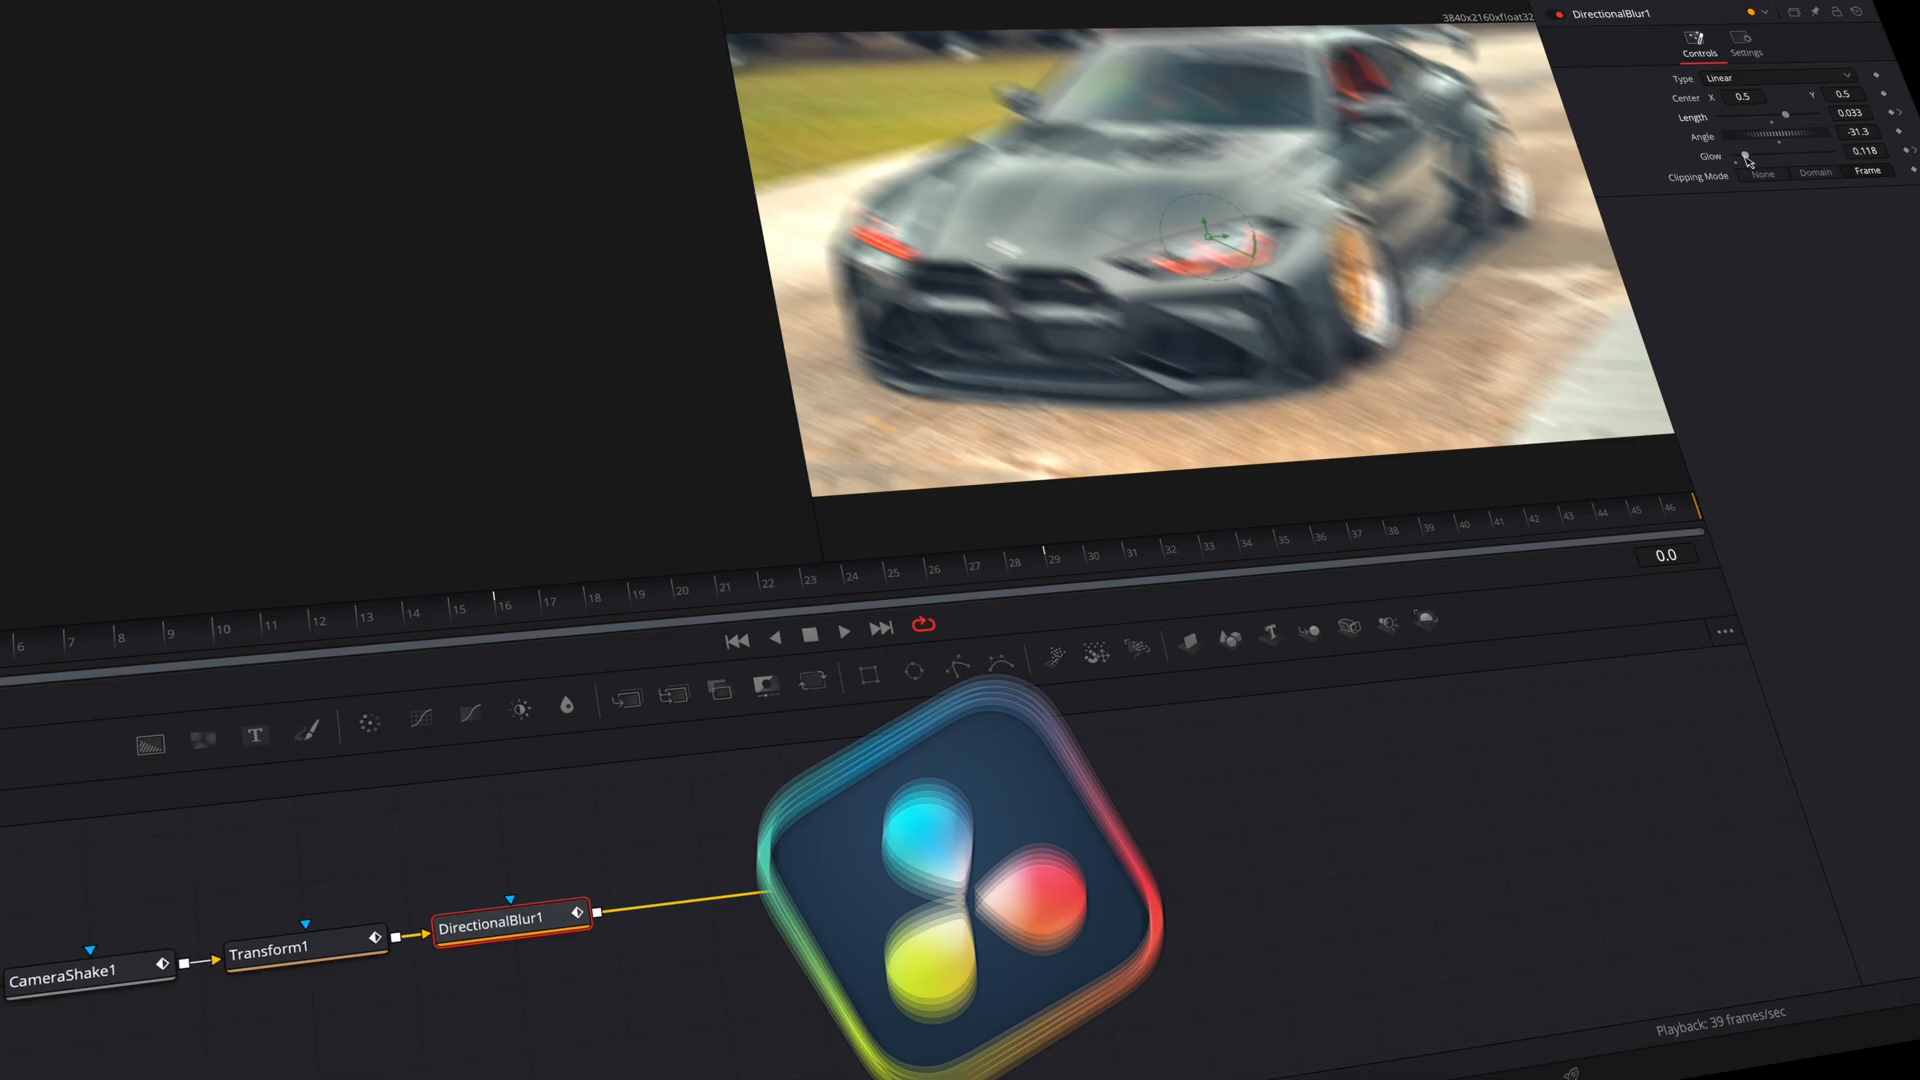 3840x2160xfloat32
DirectionalBlur1
Controls Settings
Type Linear
Center X 0.5 Y 0.5
Length 0.033
Angle -31.3
Glow 0.118
Clipping Mode None Domain Frame
6 7 8 9 10 11 12 13 14 15 16 17 18 19 20 21 22 23 24 25 26 27 28 29 30 31 32 33 34 35 36 37 38 39 40 41 42 43 44 45 46
0.0
T
T
CameraShake1
Transform1
DirectionalBlur1
Playback: 39 frames/sec